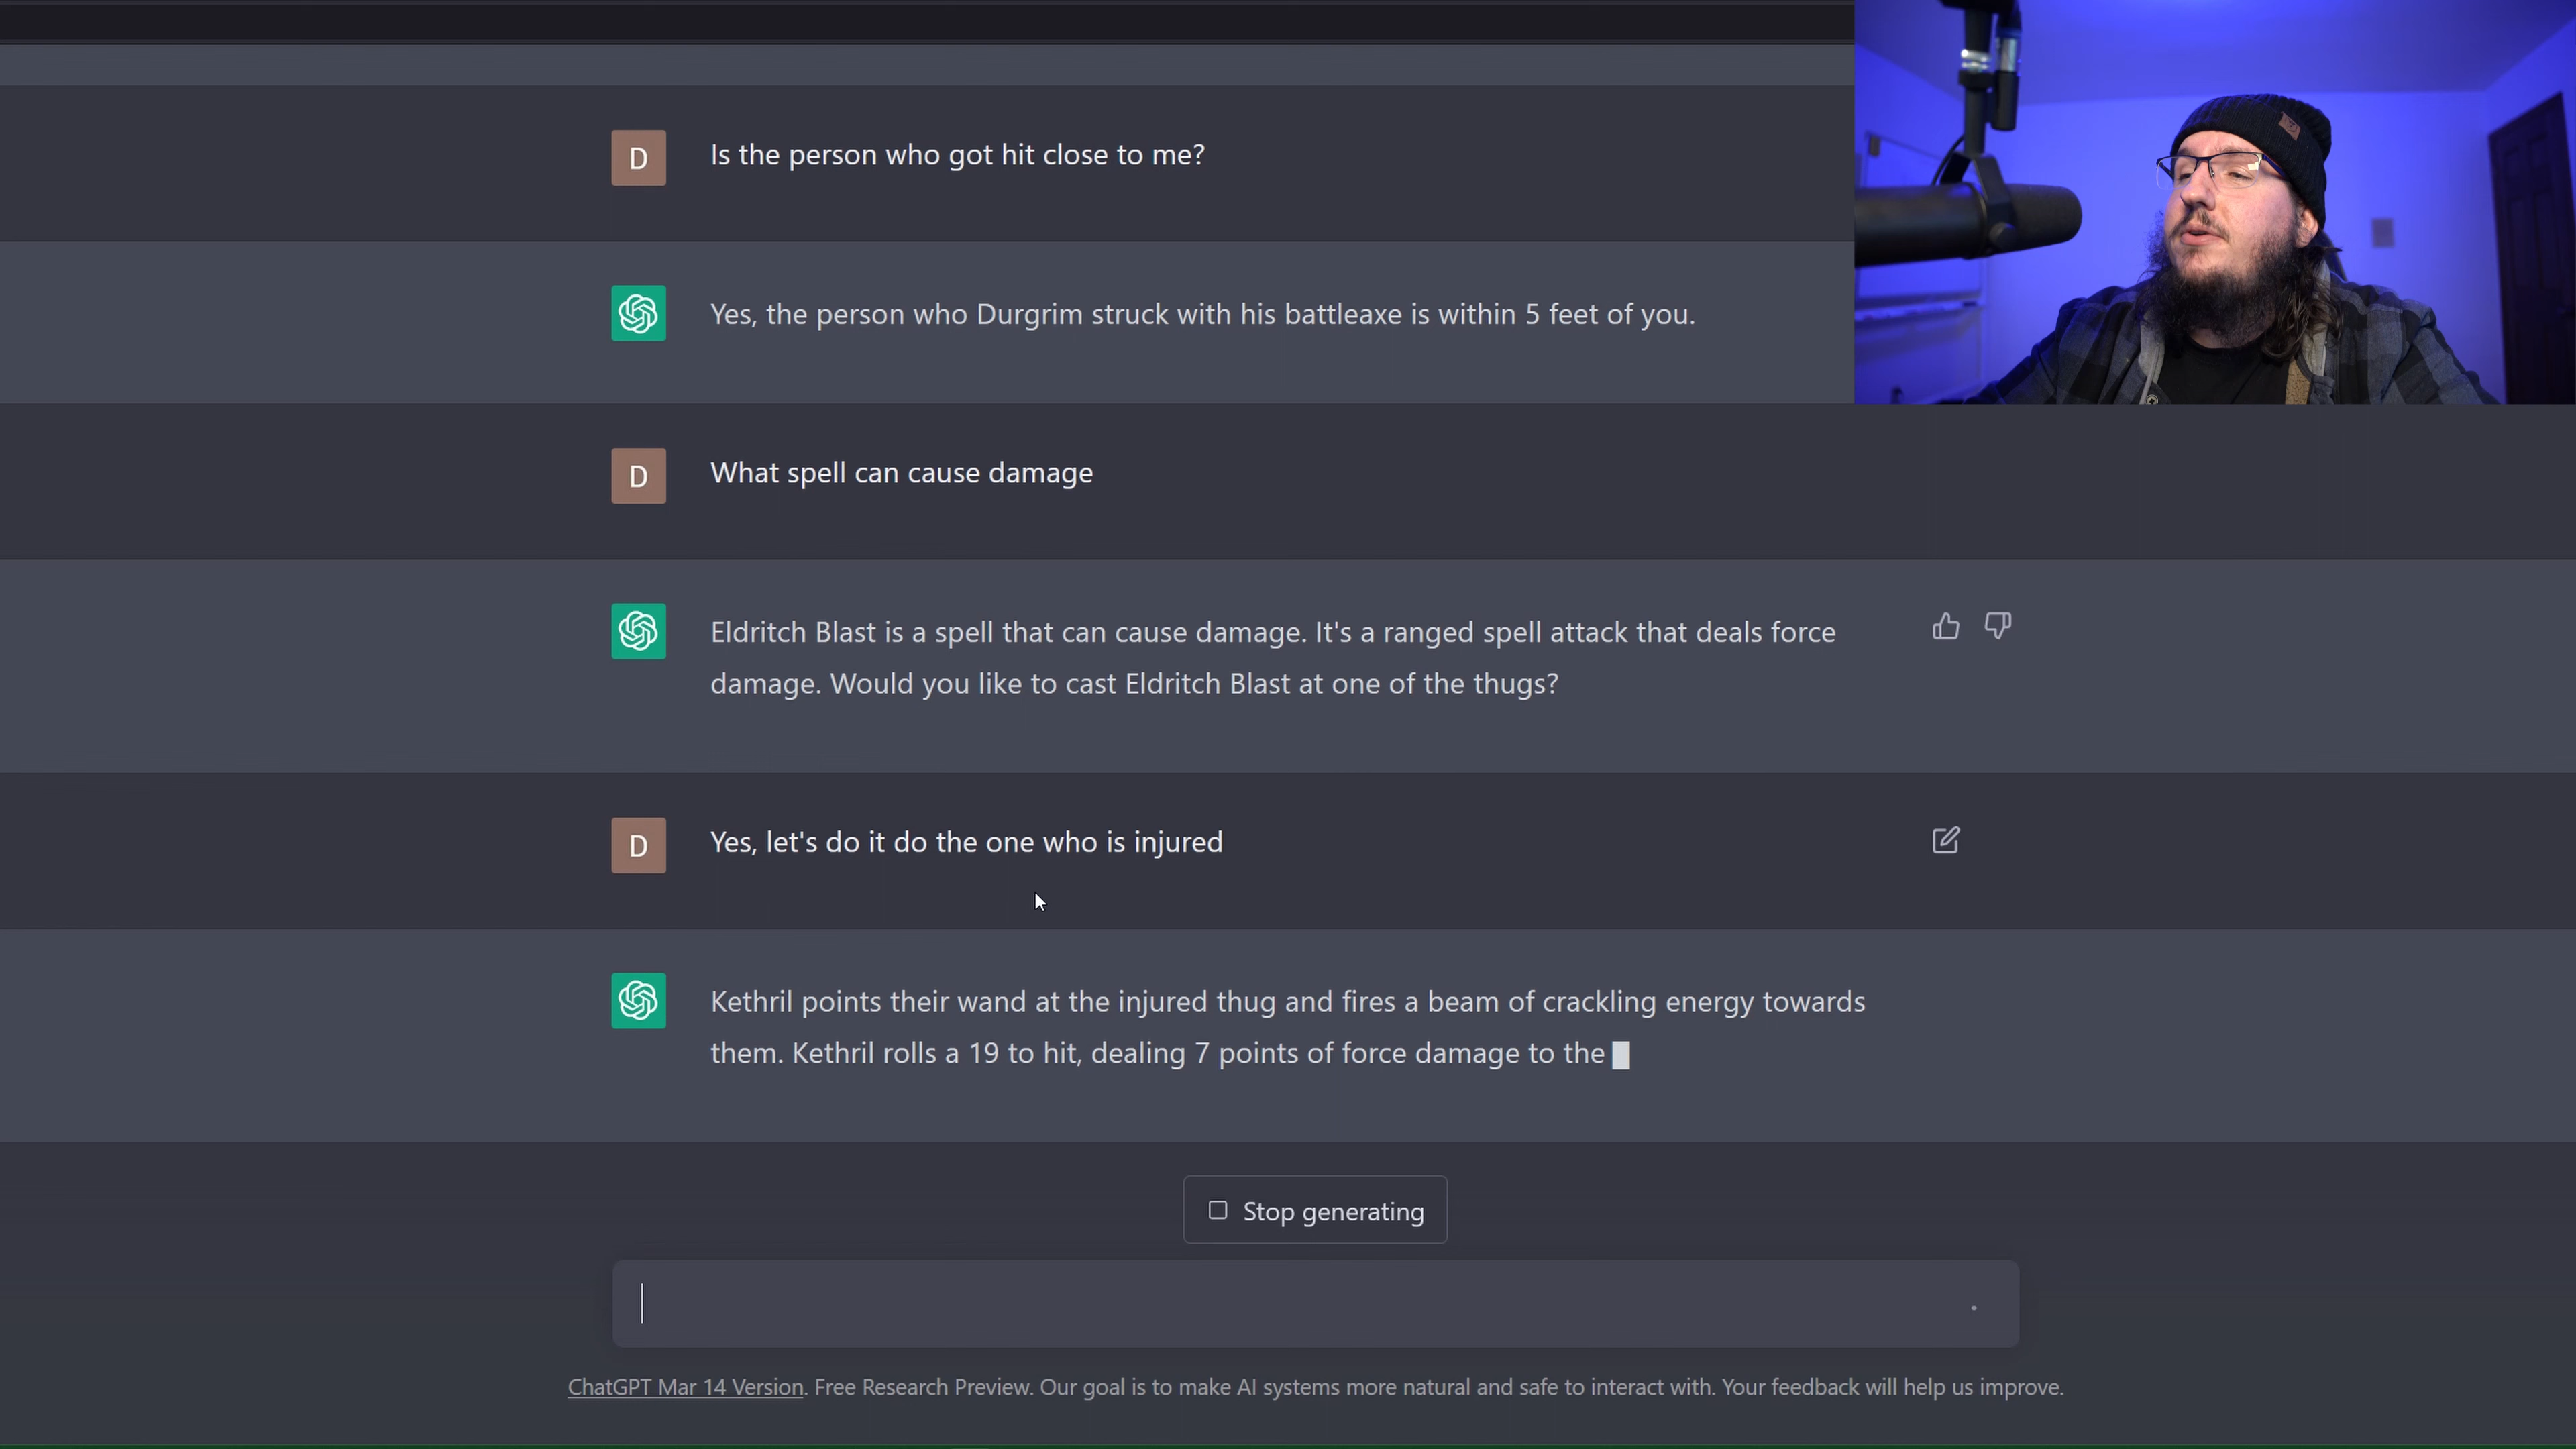 D
Is the person who got hit close to me?
Yes, the person who Durgrim struck with his battleaxe is within 5 feet of you.
D
What spell can cause damage
Eldritch Blast is a spell that can cause damage. It's a ranged spell attack that deals force
damage. Would you like to cast Eldritch Blast at one of the thugs?
D
Yes, let's do it do the one who is injured
Kethril points their wand at the injured thug and fires a beam of crackling energy towards
them. Kethril rolls a 19 to hit, dealing 7 points of force damage to the
Stop generating
ChatGPT Mar 14 Version. Free Research Preview. Our goal is to make AI systems more natural and safe to interact with. Your feedback will help us improve.